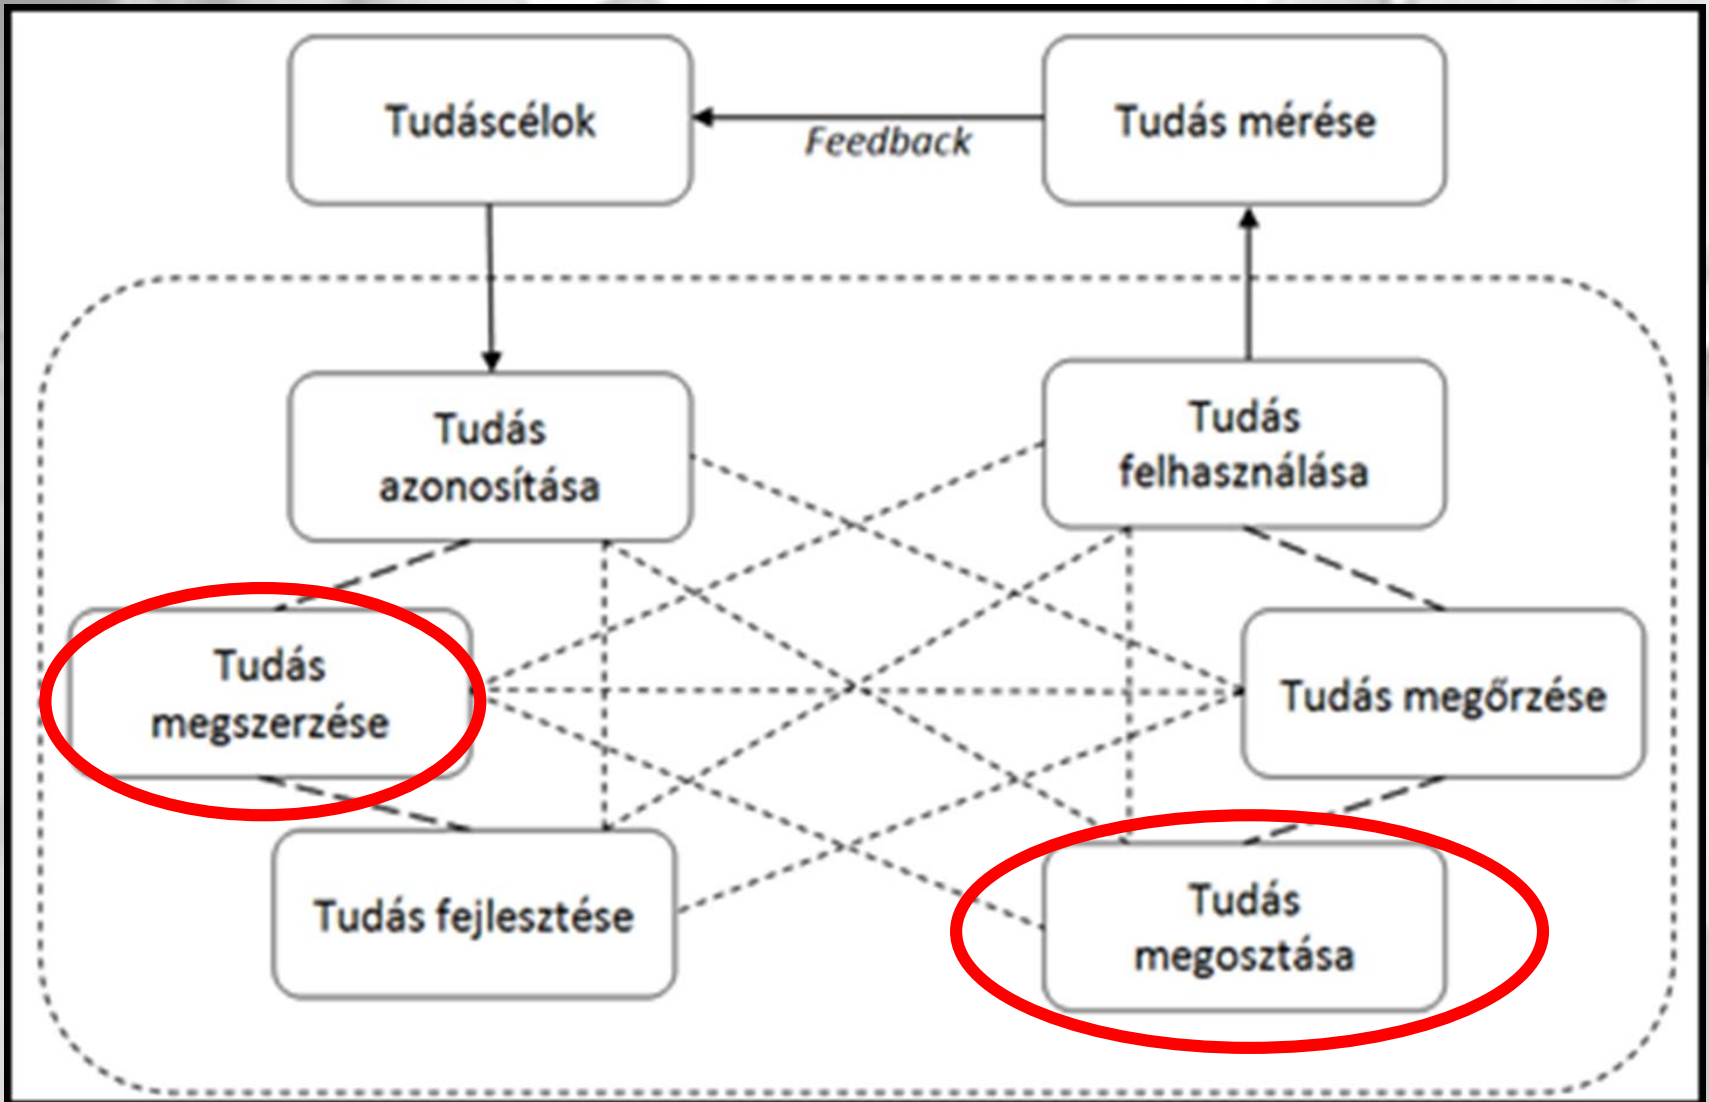 Tudáscélok
Feedback
Tudás mérése
Tudás
azonosítása
Tudás
felhasználása
Tudás
megszerzése
Tudás megőrzése
Tudás fejlesztése
Tudás
megosztása